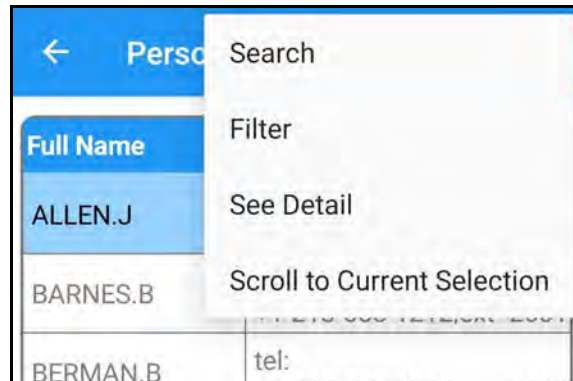 Perso
Search
Filter
See Detail
Scroll to Current Selection
Full Name
ALLEN.J
BARNES.B
BERMAN.B
tel: